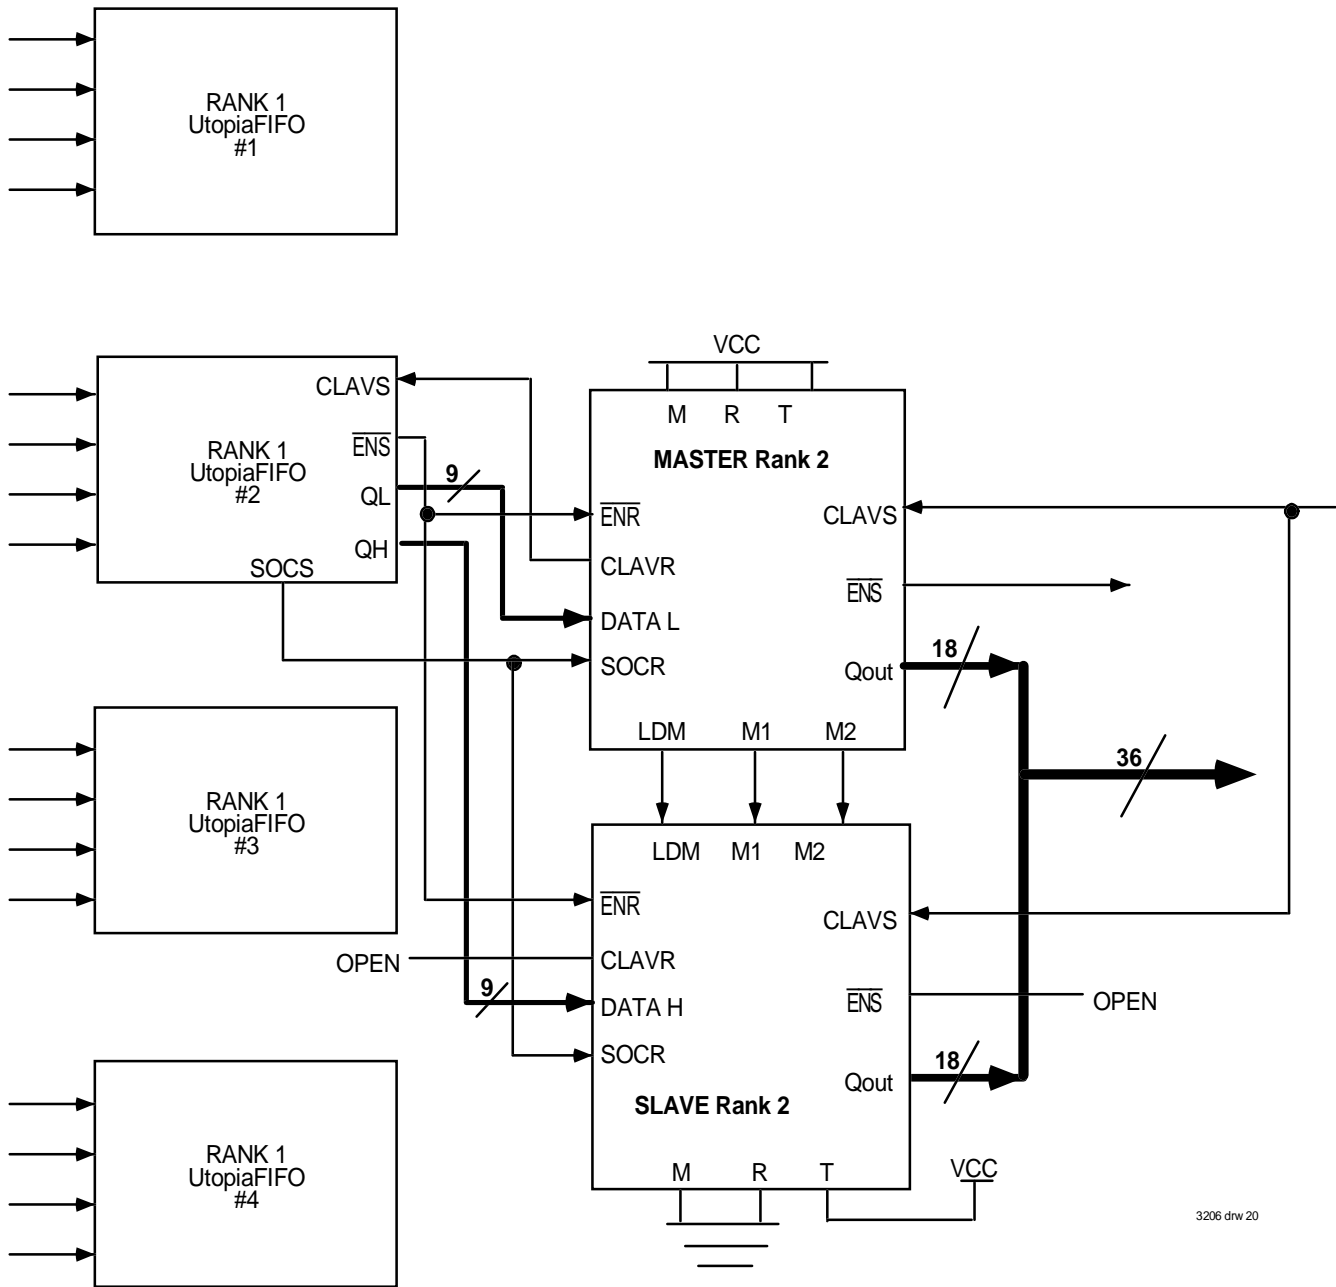 RANK 1
UtopiaFIFO
#1
VCC
CLAVS
ENS
RANK 1
UtopiaFIFO
#2
QL
QH
SOCS
9
M R T
MASTER Rank 2
ENR
CLAVR
DATA L
SOCR
CLAVS
ENS
Qout
18
LDM M1 M2
36
RANK 1
UtopiaFIFO
#3
LDM M1 M2
ENR
CLAVR
OPEN
DATA H
9
SOCR
CLAVS
ENS
OPEN
Qout
18
SLAVE Rank 2
M R T
VCC
RANK 1
UtopiaFIFO
#4
3206 drw 20